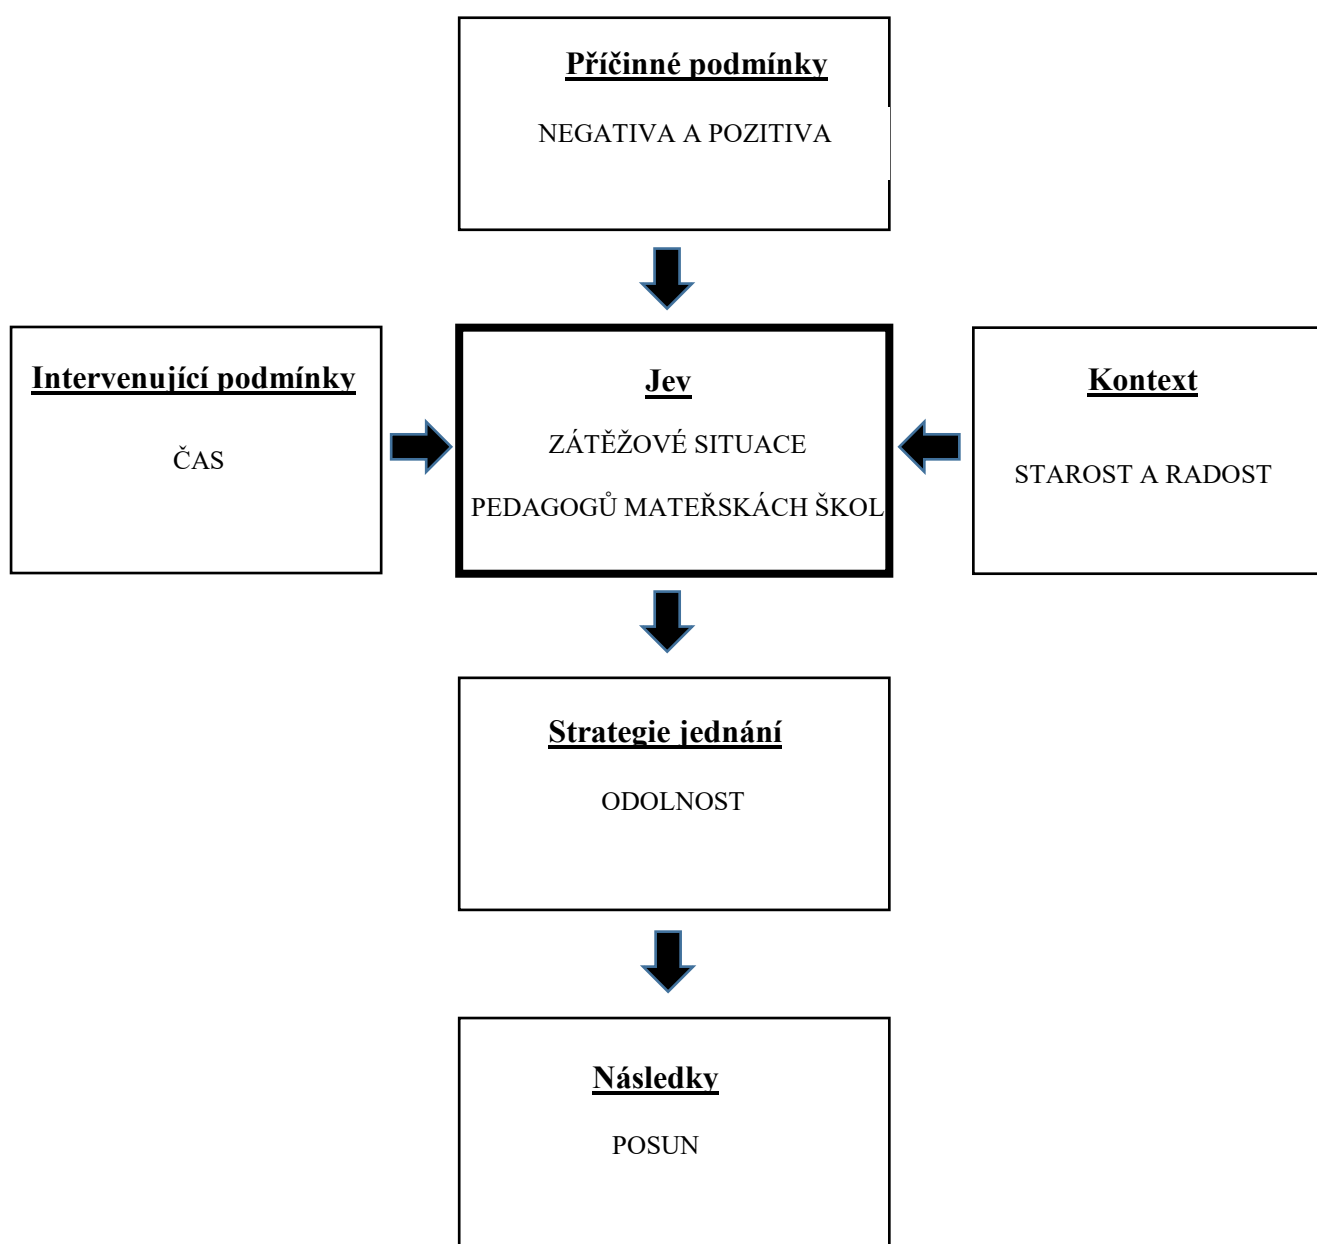 Příčinné podmínky
NEGATIVA A POZITIVA
Intervenující podmínky
ČAS
Jev
ZÁTĚŽOVÉ SITUACE
PEDAGOGŮ MATEŘSKÁCH ŠKOL
Kontext
STAROST A RADOST
Strategie jednání
ODOLNOST
Následky
POSUN